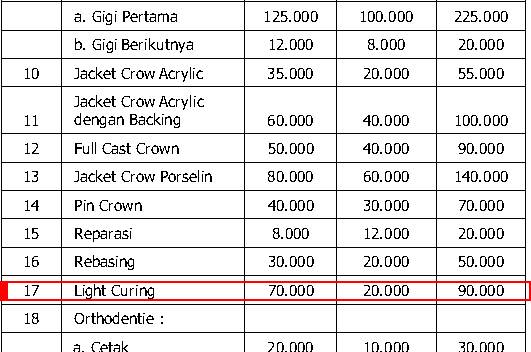 a. Gigi Pertama 125.000 100.000 225.000
b. Gigi Berikutnya 12.000 8.000 20.000
10 Jacket Crow Acrylic 35.000 20.000 55.000
Jacket Crow Acrylic
11 dengan Backing 60.000 40.000 100.000
12 Full Cast Crown 50.000 40.000 90.000
13 Jacket Crow Porselin 80.000 60.000 140.000
14 Pin Crown 40.000 30.000 70.000
15 Reparasi 8.000 12.000 20.000
16 Rebasing 30.000 20.000 50.000
17 Light Curing 70.000 20.000 90.000
18 Orthodentie :
a. Cetak 20.000 10.000 30.000